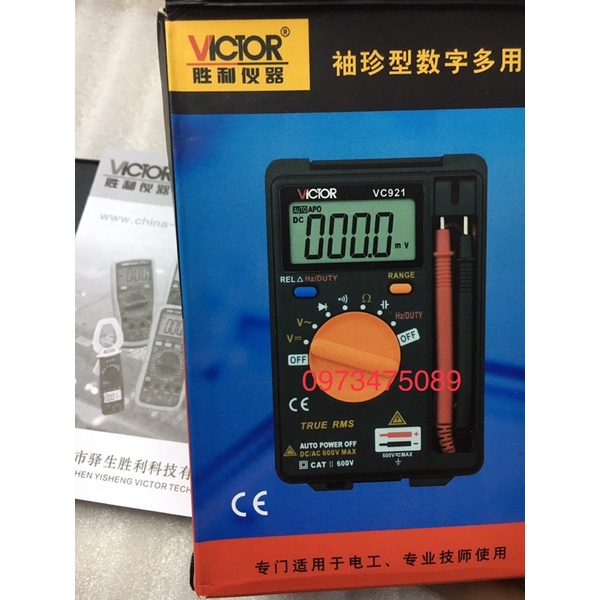 VICTOR®
胜利仪器
袖珍型数字多用
VICTOR
胜利仪器
www.china-
VICTOR VC921
AUTO APO
DC
000.0 mV
REL△ Hz/DUTY
RANGE
Ω
Hz/DUTY
V~
V⎓
OFF
OFF
0973475089
CE
TRUE RMS
AUTO POWER OFF
DC/AC 600V MAX
CAT II 600V
+
−
600V⎓MAX
市驿生胜利科技有
HEN YISHENG VICTOR TECH
CE
专门适用于电工、专业技师使用